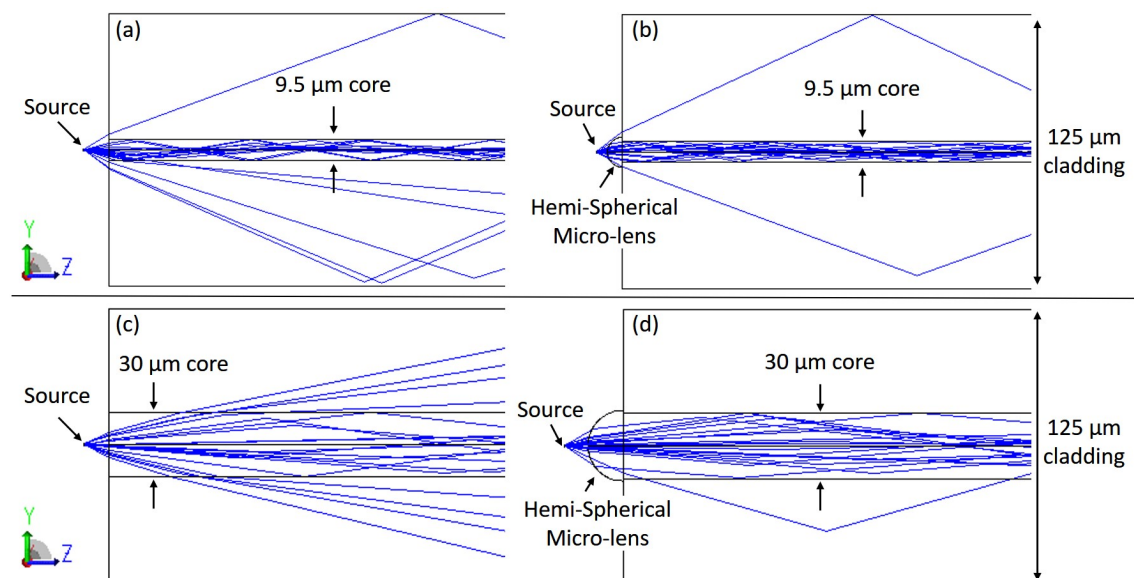 (a)
9.5 µm core
Source
Y
Z
(b)
9.5 µm core
Source
Hemi-Spherical
Micro-lens
125 µm
cladding
(c)
30 µm core
Source
Y
Z
(d)
30 µm core
Source
Hemi-Spherical
Micro-lens
125 µm
cladding